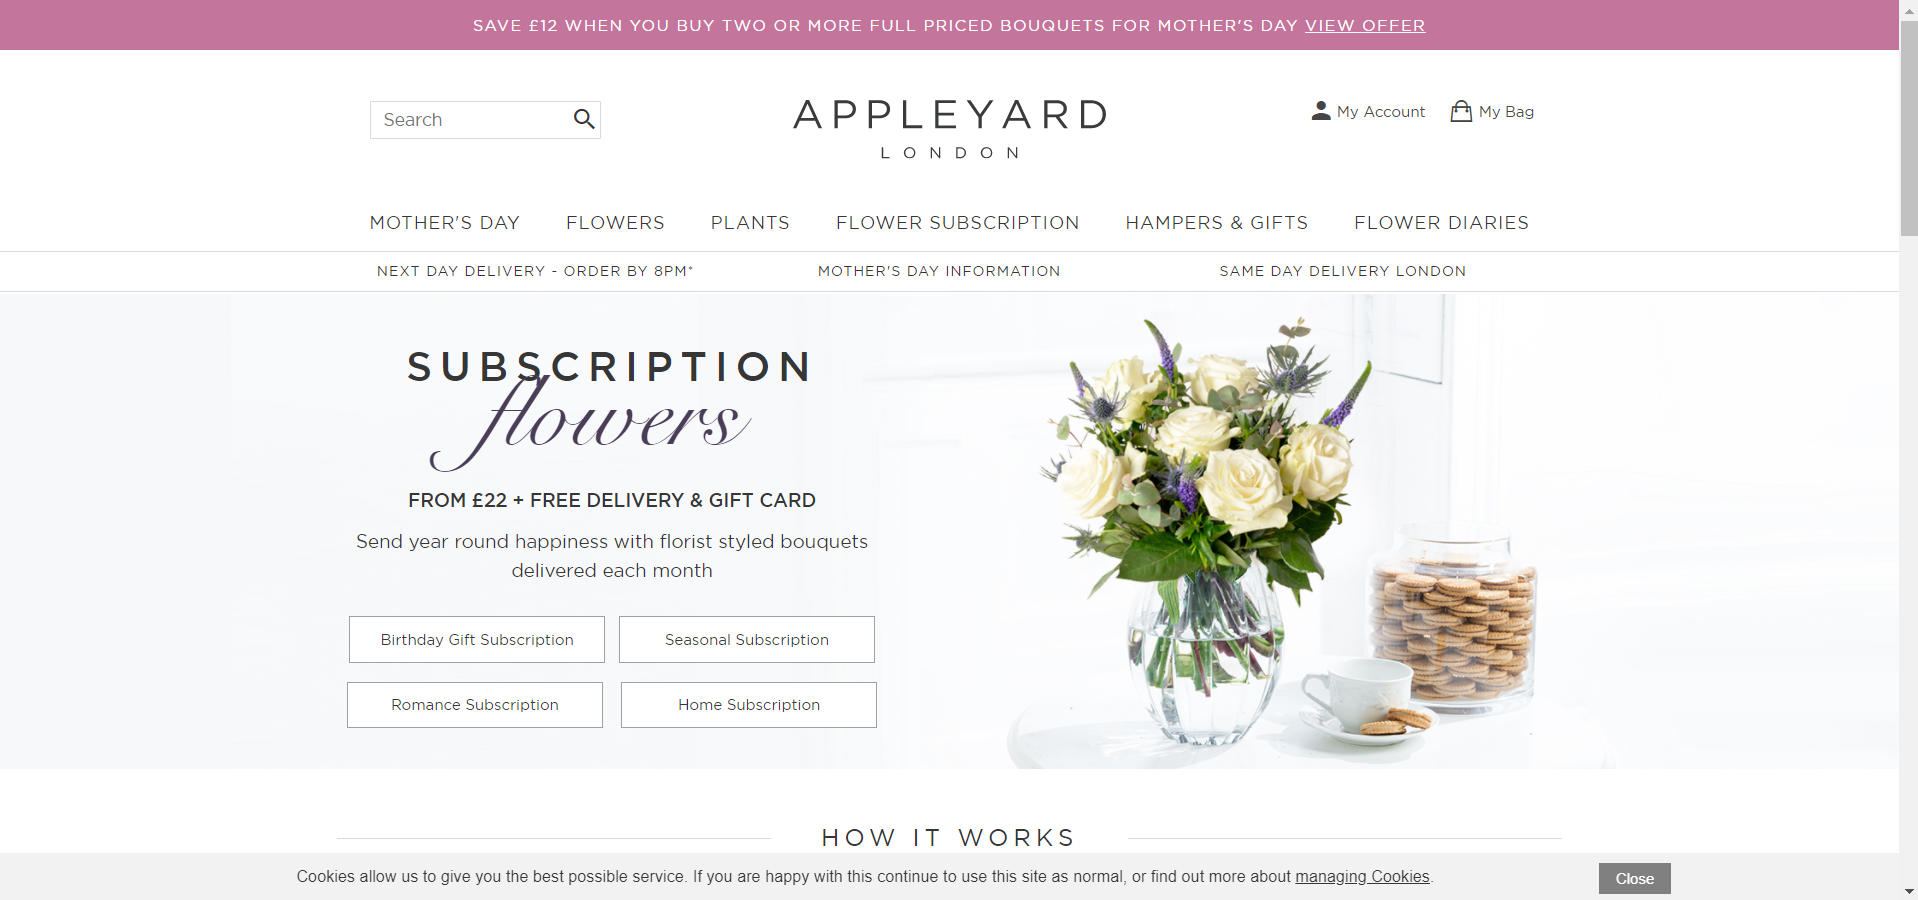 SAVE £12 WHEN YOU BUY TWO OR MORE FULL PRICED BOUQUETS FOR MOTHER'S DAY VIEW OFFER
Search
APPLEYARD
LONDON
My Account
My Bag
MOTHER'S DAY
FLOWERS
PLANTS
FLOWER SUBSCRIPTION
HAMPERS & GIFTS
FLOWER DIARIES
NEXT DAY DELIVERY - ORDER BY 8PM*
MOTHER'S DAY INFORMATION
SAME DAY DELIVERY LONDON
SUBSCRIPTION
flowers
FROM £22 + FREE DELIVERY & GIFT CARD
Send year round happiness with florist styled bouquets
delivered each month
Birthday Gift Subscription
Seasonal Subscription
Romance Subscription
Home Subscription
HOW IT WORKS
Cookies allow us to give you the best possible service. If you are happy with this continue to use this site as normal, or find out more about managing Cookies.
Close